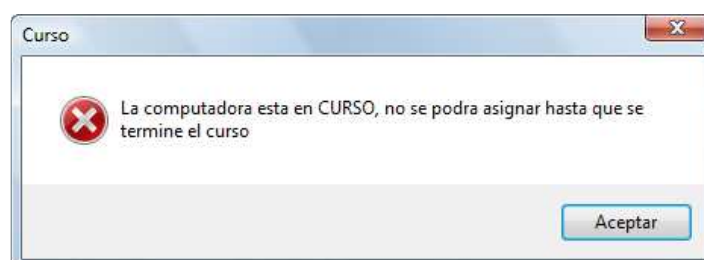 Curso
La computadora esta en CURSO, no se podra asignar hasta que se
termine el curso
Aceptar